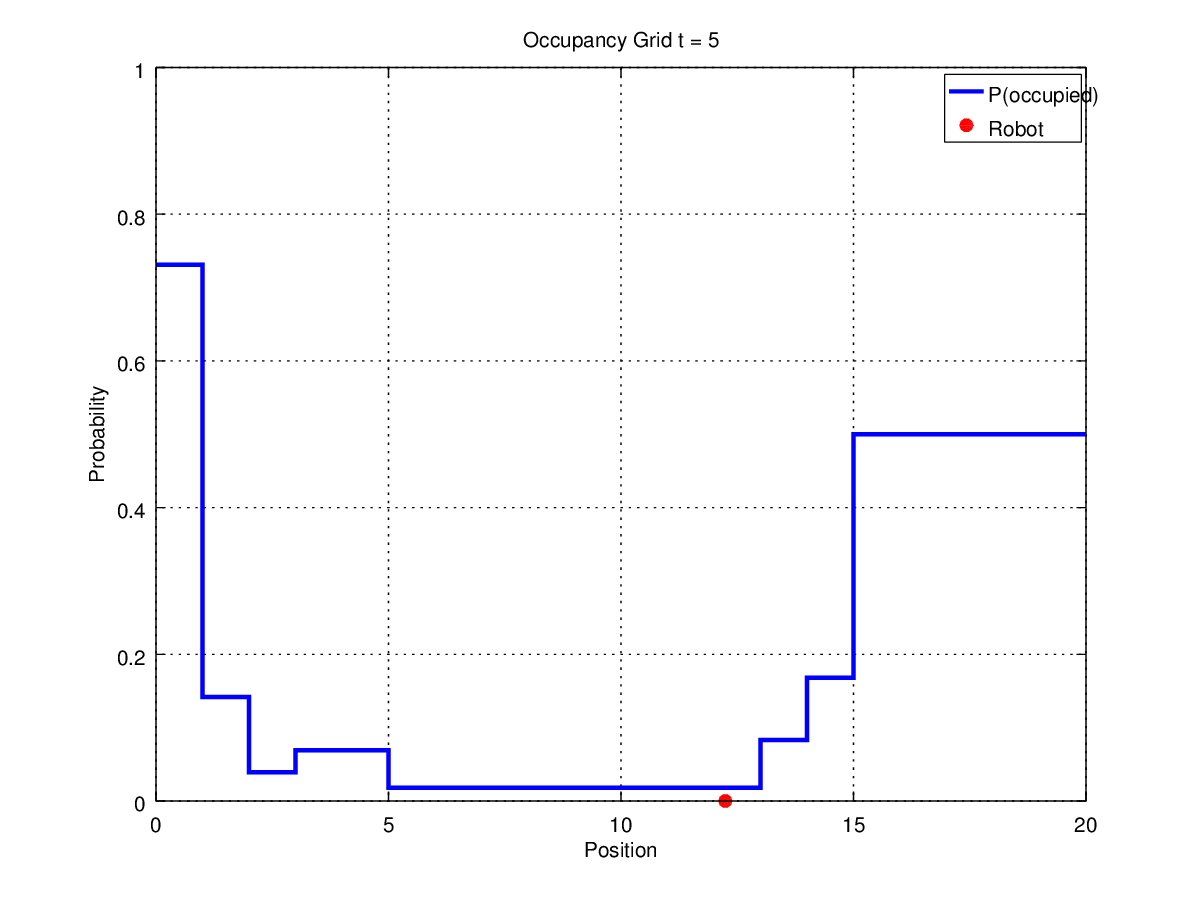 Occupancy Grid t = 5
P(occupied)
Robot
1
0.8
0.6
0.4
0.2
0
Probability
0 5 10 15 20
Position